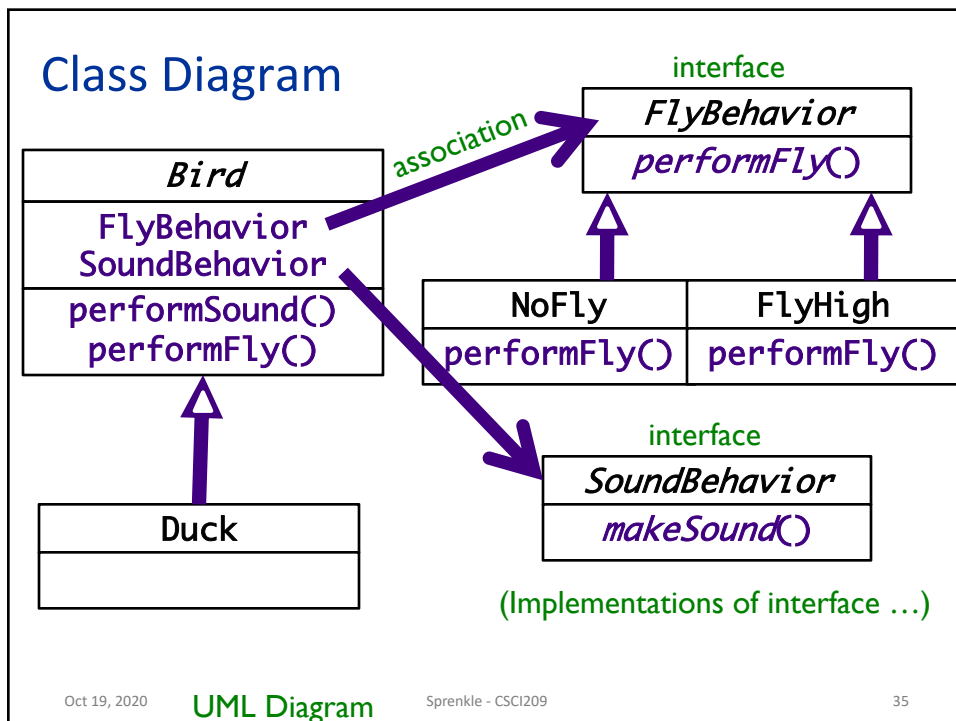 Class Diagram
interface
FlyBehavior
performFly()
association
Bird
FlyBehavior
SoundBehavior
performSound()
performFly()
NoFly
performFly()
FlyHigh
performFly()
interface
SoundBehavior
makeSound()
Duck
(Implementations of interface …)
Oct 19, 2020
UML Diagram
Sprenkle - CSCI209
35